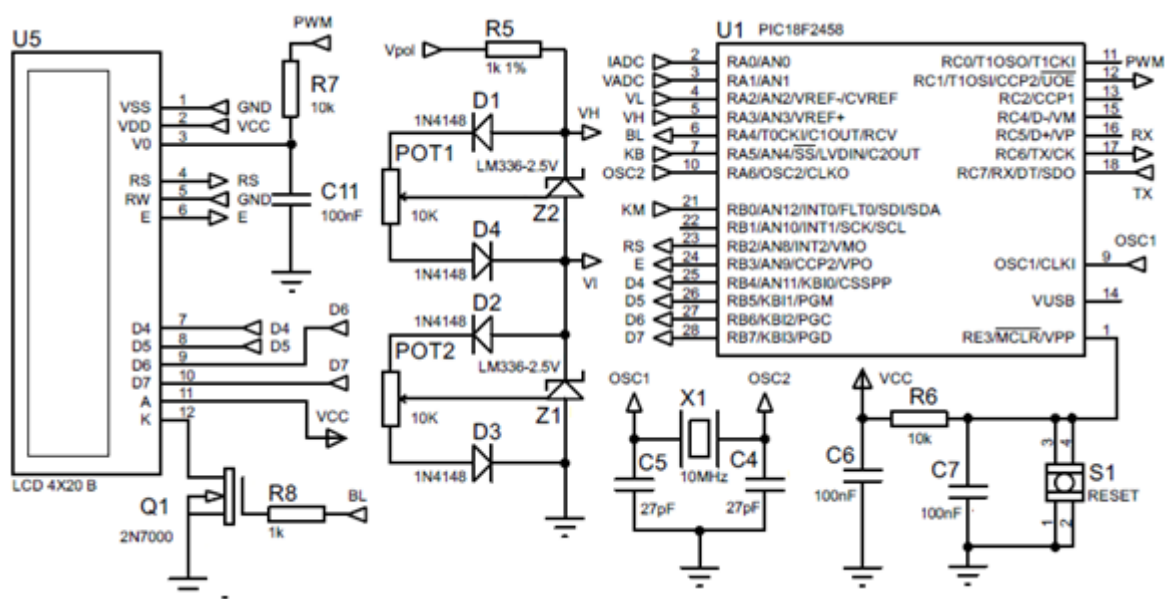 U5
PWM
R7
10k
VSS 1 GND
VDD 2 VCC
V0 3
RS 4 RS
RW 5 GND
E 6 E
C11
100nF
D4 7 D4
D5 8 D5
D6 9 D6
D7 10 D7
A 11 VCC
K 12
LCD 4X20 B
Q1
2N7000
R8
1k
BL
Vpol
R5
1k 1%
D1
1N4148
VH
POT1
10K
LM336-2.5V
Z2
D4
1N4148
VI
D2
1N4148
POT2
10K
LM336-2.5V
Z1
D3
1N4148
U1 PIC18F2458
IADC 2 RA0/AN0
VADC 3 RA1/AN1
VL 4 RA2/AN2/VREF-/CVREF
VH 5 RA3/AN3/VREF+
BL 6 RA4/T0CKI/C1OUT/RCV
KB 7 RA5/AN4/SS/LVDIN/C2OUT
OSC2 10 RA6/OSC2/CLKO
KM 21 RB0/AN12/INT0/FLT0/SDI/SDA
22 RB1/AN10/INT1/SCK/SCL
RS 23 RB2/AN8/INT2/VMO
E 24 RB3/AN9/CCP2/VPO
D4 25 RB4/AN11/KBI0/CSSPP
D5 26 RB5/KBI1/PGM
D6 27 RB6/KBI2/PGC
D7 28 RB7/KBI3/PGD
RC0/T1OSO/T1CKI 11 PWM
RC1/T1OSI/CCP2/UOE 12
RC2/CCP1 13
RC4/D-/VM 15
RC5/D+/VP 16 RX
RC6/TX/CK 17
RC7/RX/DT/SDO 18
TX
OSC1
OSC1/CLKI 9
VUSB 14
RE3/MCLR/VPP 1
OSC1
X1
OSC2
10MHz
C5
27pF
C4
27pF
VCC
R6
10k
C6
100nF
C7
100nF
3 4
S1
RESET
1 2